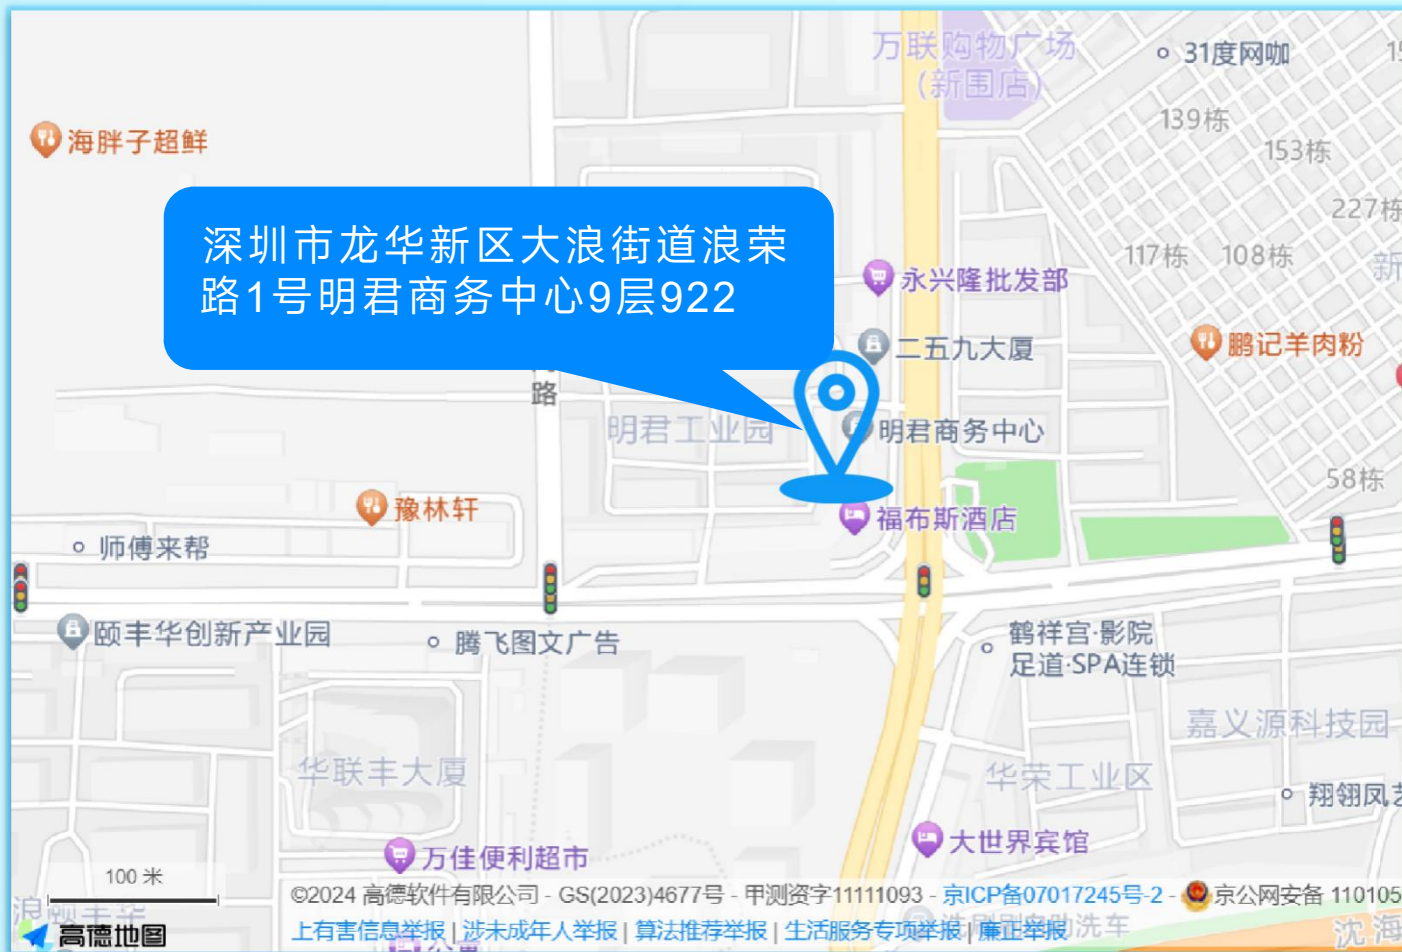 万联购物广场
(新围店)
31度网咖
139栋
153栋
海胖子超鲜
227栋
深圳市龙华新区大浪街道浪荣
路1号明君商务中心9层922
117栋
108栋
新
永兴隆批发部
二五九大厦
鹏记羊肉粉
路
明君工业园
明君商务中心
58栋
豫林轩
福布斯酒店
师傅来帮
颐丰华创新产业园
腾飞图文广告
鹤祥宫·影院
足道·SPA连锁
嘉义源科技园
华联丰大厦
华荣工业区
翔翎凤艺
大世界宾馆
万佳便利超市
100 米
©2024 高德软件有限公司 - GS(2023)4677号 - 甲测资字11111093 - 京ICP备07017245号-2 - 京公网安备 110105
上有害信息举报 | 涉未成年人举报 | 算法推荐举报 | 生活服务专项举报 | 廉正举报
自助洗车
沈海
高德地图